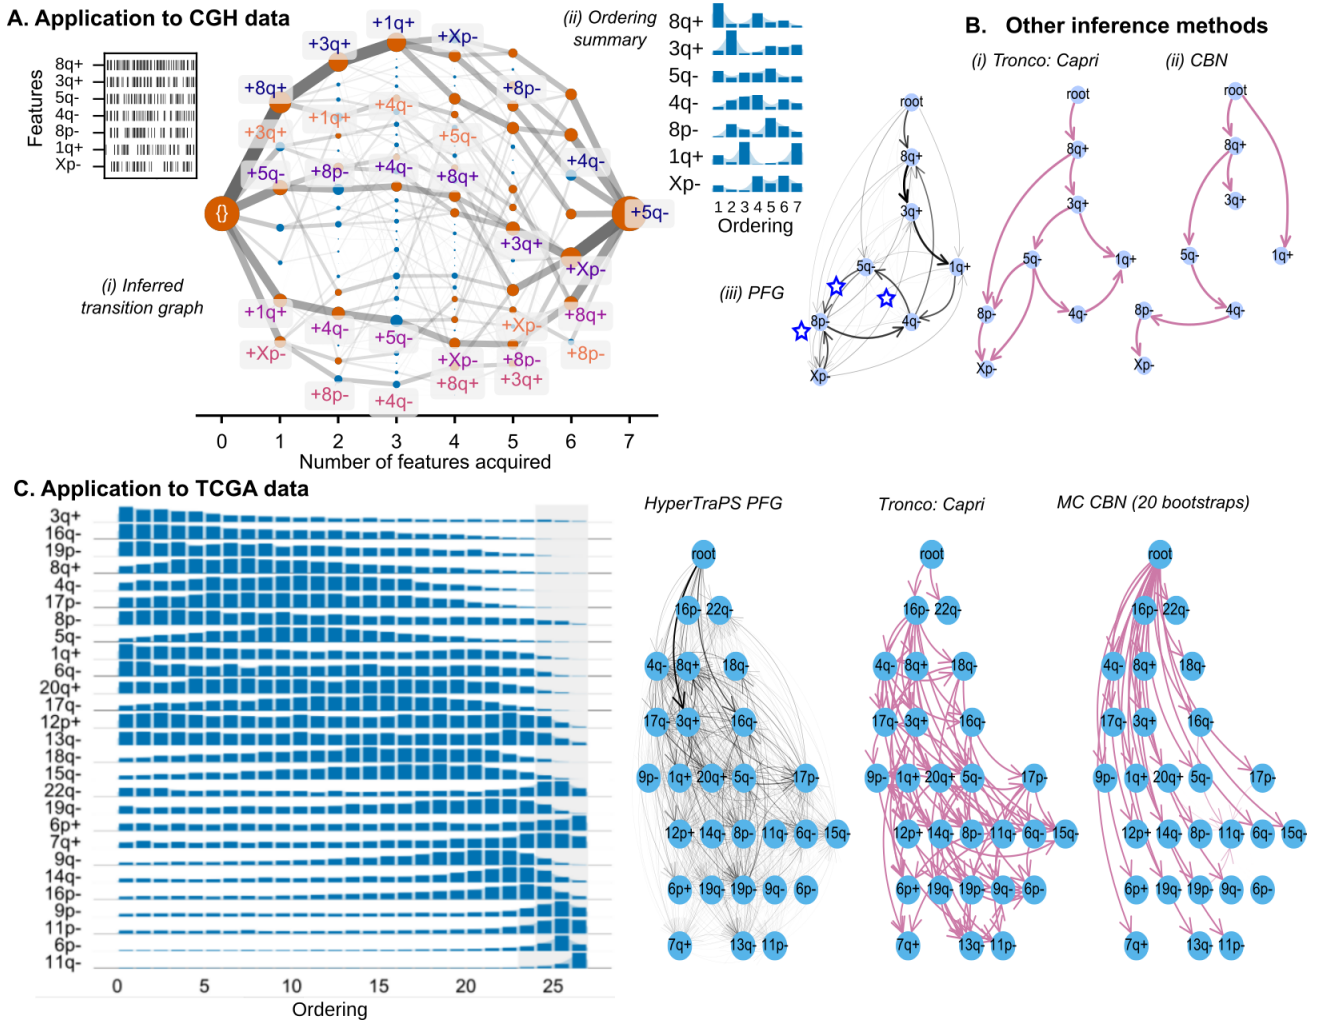 A. Application to CGH data
Features
8q+
3q+
5q-
4q-
8p-
1q+
Xp-
{}
+8q+
+3q+
+1q+
+Xp-
+8p-
+4q-
+5q-
+3q+
+1q+
+4q-
+5q-
+5q-
+8p-
+4q-
+8q+
+3q+
+Xp-
+1q+
+4q-
+5q-
+Xp-
+8p-
+8q+
+Xp-
+8p-
+Xp-
+8p-
+4q-
+8q+
+3q+
(i) Inferred
transition graph
0 1 2 3 4 5 6 7
Number of features acquired
(ii) Ordering
summary
8q+
3q+
5q-
4q-
8p-
1q+
Xp-
1 2 3 4 5 6 7
Ordering
(iii) PFG
root
8q+
3q+
5q-
1q+
8p-
4q-
Xp-
B. Other inference methods
(i) Tronco: Capri
root
8q+
3q+
5q-
1q+
8p-
4q-
Xp-
(ii) CBN
root
8q+
3q+
5q-
1q+
8p-
4q-
Xp-
C. Application to TCGA data
3q+
16q-
19p-
8q+
4q-
17p-
8p-
5q-
1q+
6q-
20q+
17q-
12p+
13q-
18q-
15q-
22q-
19q-
6p+
7q+
9q-
14q-
16p-
9p-
11p-
6p-
11q-
0 5 10 15 20 25
Ordering
HyperTraPS PFG
root
16p- 22q-
4q- 8q+ 18q-
17q- 3q+ 16q-
9p- 1q+ 20q+ 5q- 17p-
12p+ 14q- 8p- 11q- 6q- 15q-
6p+ 19q- 19p- 9q- 6p-
7q+ 13q- 11p-
Tronco: Capri
root
16p- 22q-
4q- 8q+ 18q-
17q- 3q+ 16q-
9p- 1q+ 20q+ 5q- 17p-
12p+ 14q- 8p- 11q- 6q- 15q-
6p+ 19q- 19p- 9q- 6p-
7q+ 13q- 11p-
MC CBN (20 bootstraps)
root
16p- 22q-
4q- 8q+ 18q-
17q- 3q+ 16q-
9p- 1q+ 20q+ 5q- 17p-
12p+ 14q- 8p- 11q- 6q- 15q-
6p+ 19q- 19p- 9q- 6p-
7q+ 13q- 11p-